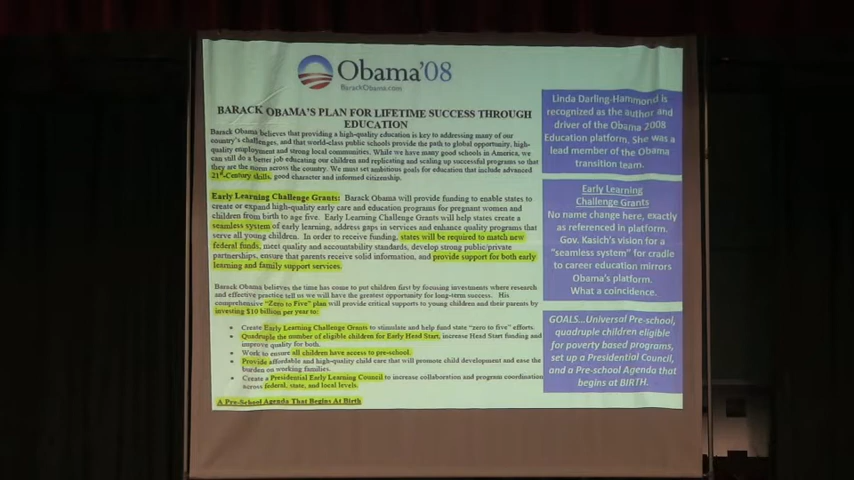 Obama'08
BarackObama.com
BARACK OBAMA'S PLAN FOR LIFETIME SUCCESS THROUGH
EDUCATION
Barack Obama believes that providing a high-quality education is key to addressing many of our
country's challenges, and that world-class public schools provide the path to global opportunity, high-
quality employment and strong local communities. While we have many good schools in America, we
can still do a better job educating our children and replicating and scaling up successful programs so that
they are the norm across the country. We must set ambitious goals for education that include advanced
21st-Century skills, good character and informed citizenship.
Early Learning Challenge Grants: Barack Obama will provide funding to enable states to
create or expand high-quality early care and education programs for pregnant women and
children from birth to age five. Early Learning Challenge Grants will help states create a
seamless system of early learning, address gaps in services and enhance quality programs that
serve all young children. In order to receive funding, states will be required to match new
federal funds, meet quality and accountability standards, develop strong public/private
partnerships, ensure that parents receive solid information, and provide support for both early
learning and family support services.
Barack Obama believes the time has come to put children first by focusing investments where research
and effective practice tell us we will have the greatest opportunity for long-term success. His
comprehensive "Zero to Five" plan will provide critical supports to young children and their parents by
investing $10 billion per year to:
• Create Early Learning Challenge Grants to stimulate and help fund state "zero to five" efforts.
• Quadruple the number of eligible children for Early Head Start, increase Head Start funding and
improve quality for both.
• Work to ensure all children have access to pre-school.
• Provide affordable and high-quality child care that will promote child development and ease the
burden on working families.
• Create a Presidential Early Learning Council to increase collaboration and program coordination
across federal, state, and local levels.
A Pre-School Agenda That Begins At Birth
Linda Darling-Hammond is
recognized as the author and
driver of the Obama 2008
Education platform. She was a
lead member of the Obama
transition team.
Early Learning
Challenge Grants
No name change here, exactly
as referenced in platform.
Gov. Kasich's vision for a
"seamless system" for cradle
to career education mirrors
Obama's platform.
What a coincidence.
GOALS...Universal Pre-school,
quadruple children eligible
for poverty based programs,
set up a Presidential Council,
and a Pre-school Agenda that
begins at BIRTH.